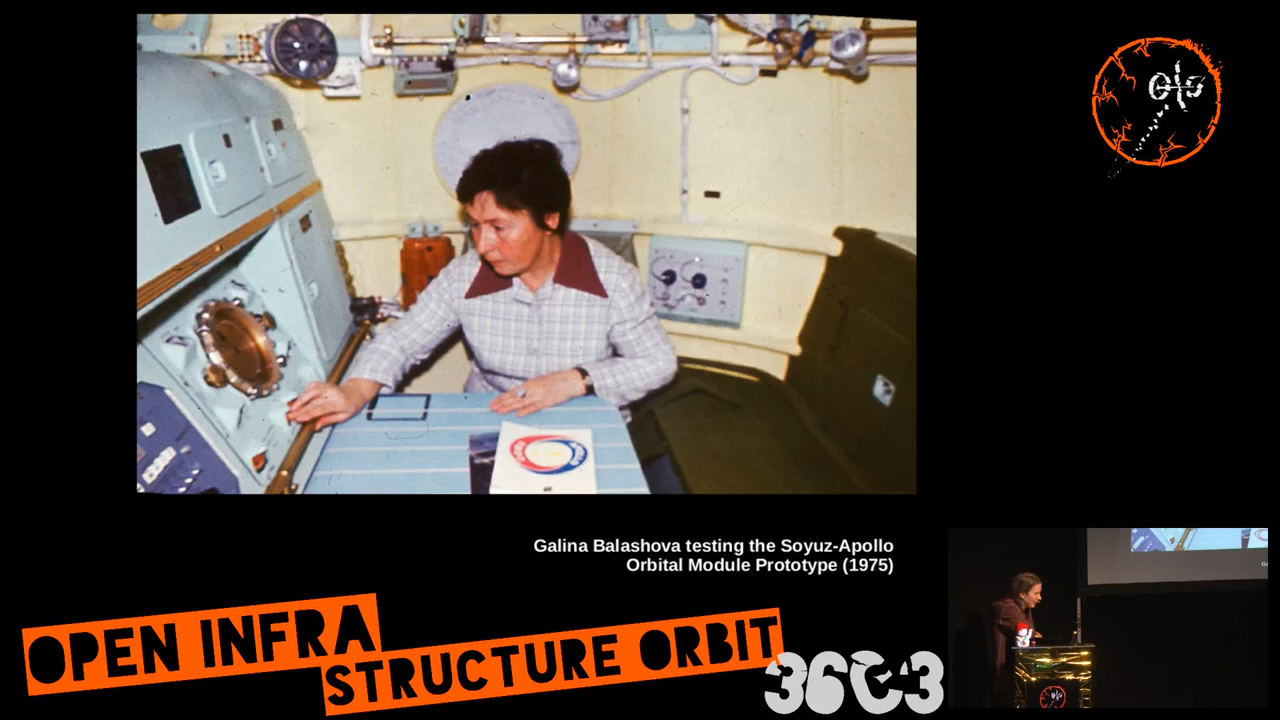 Galina Balashova testing the Soyuz-Apollo
Orbital Module Prototype (1975)
OPEN INFRA
STRUCTURE ORBIT
36C3